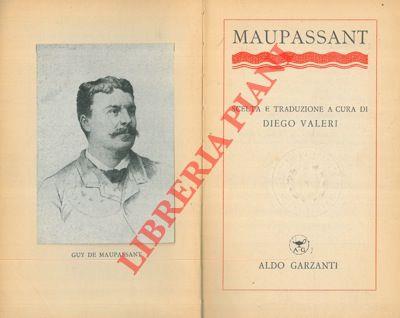 GUY DE MAUPASSANT
MAUPASSANT
SCELTA E TRADUZIONE A CURA DI
DIEGO VALERI
A G
ALDO GARZANTI
LIBRERIA PIANI